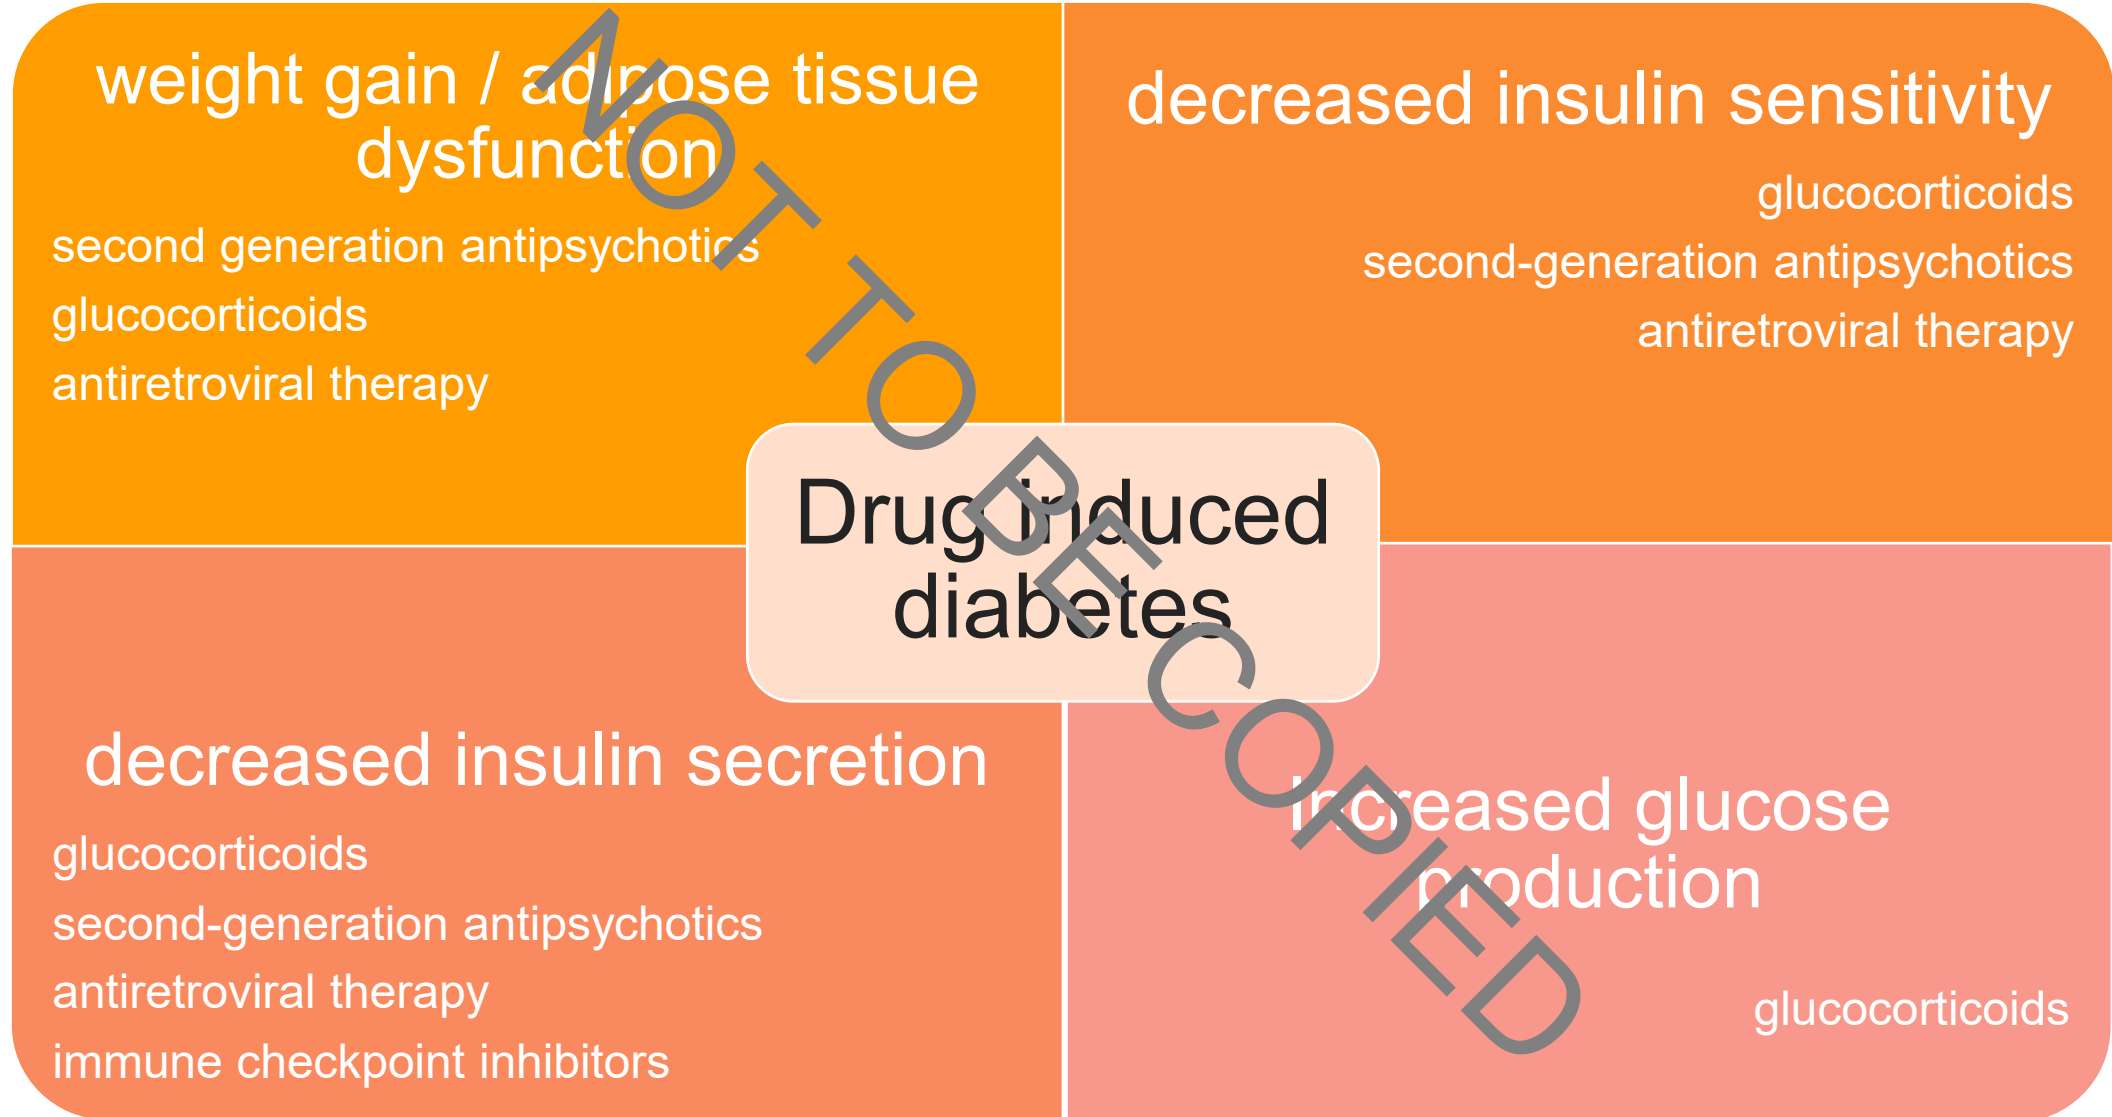 weight gain / adipose tissue
dysfunction
second generation antipsychotics
glucocorticoids
antiretroviral therapy
decreased insulin sensitivity
glucocorticoids
second-generation antipsychotics
antiretroviral therapy
Drug induced
diabetes
decreased insulin secretion
glucocorticoids
second-generation antipsychotics
antiretroviral therapy
immune checkpoint inhibitors
Increased glucose
production
glucocorticoids
NOT TO BE COPIED